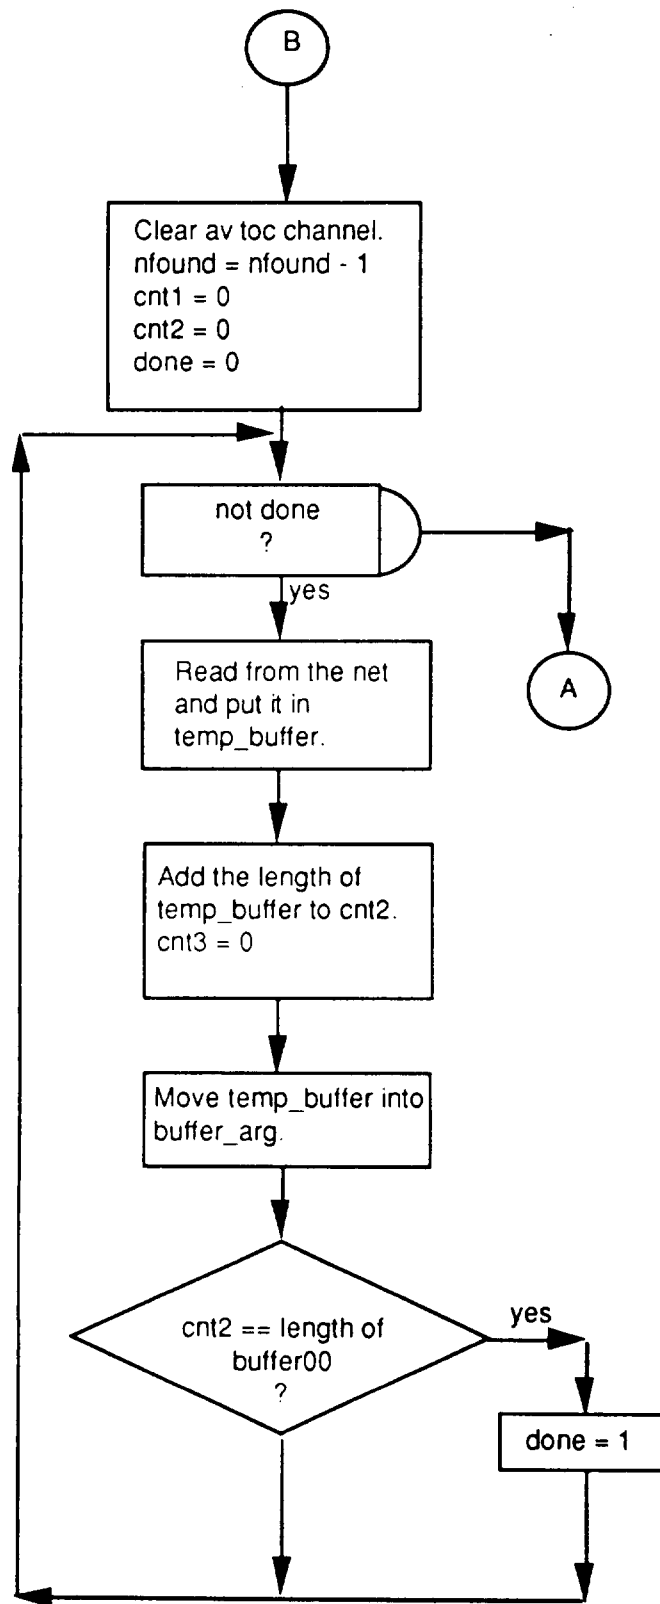 B
Clear av toc channel.
nfound = nfound - 1
cnt1 = 0
cnt2 = 0
done = 0
not done
?
yes
Read from the net
and put it in
temp_buffer.
A
Add the length of
temp_buffer to cnt2.
cnt3 = 0
Move temp_buffer into
buffer_arg.
cnt2 == length of
buffer00
?
yes
done = 1